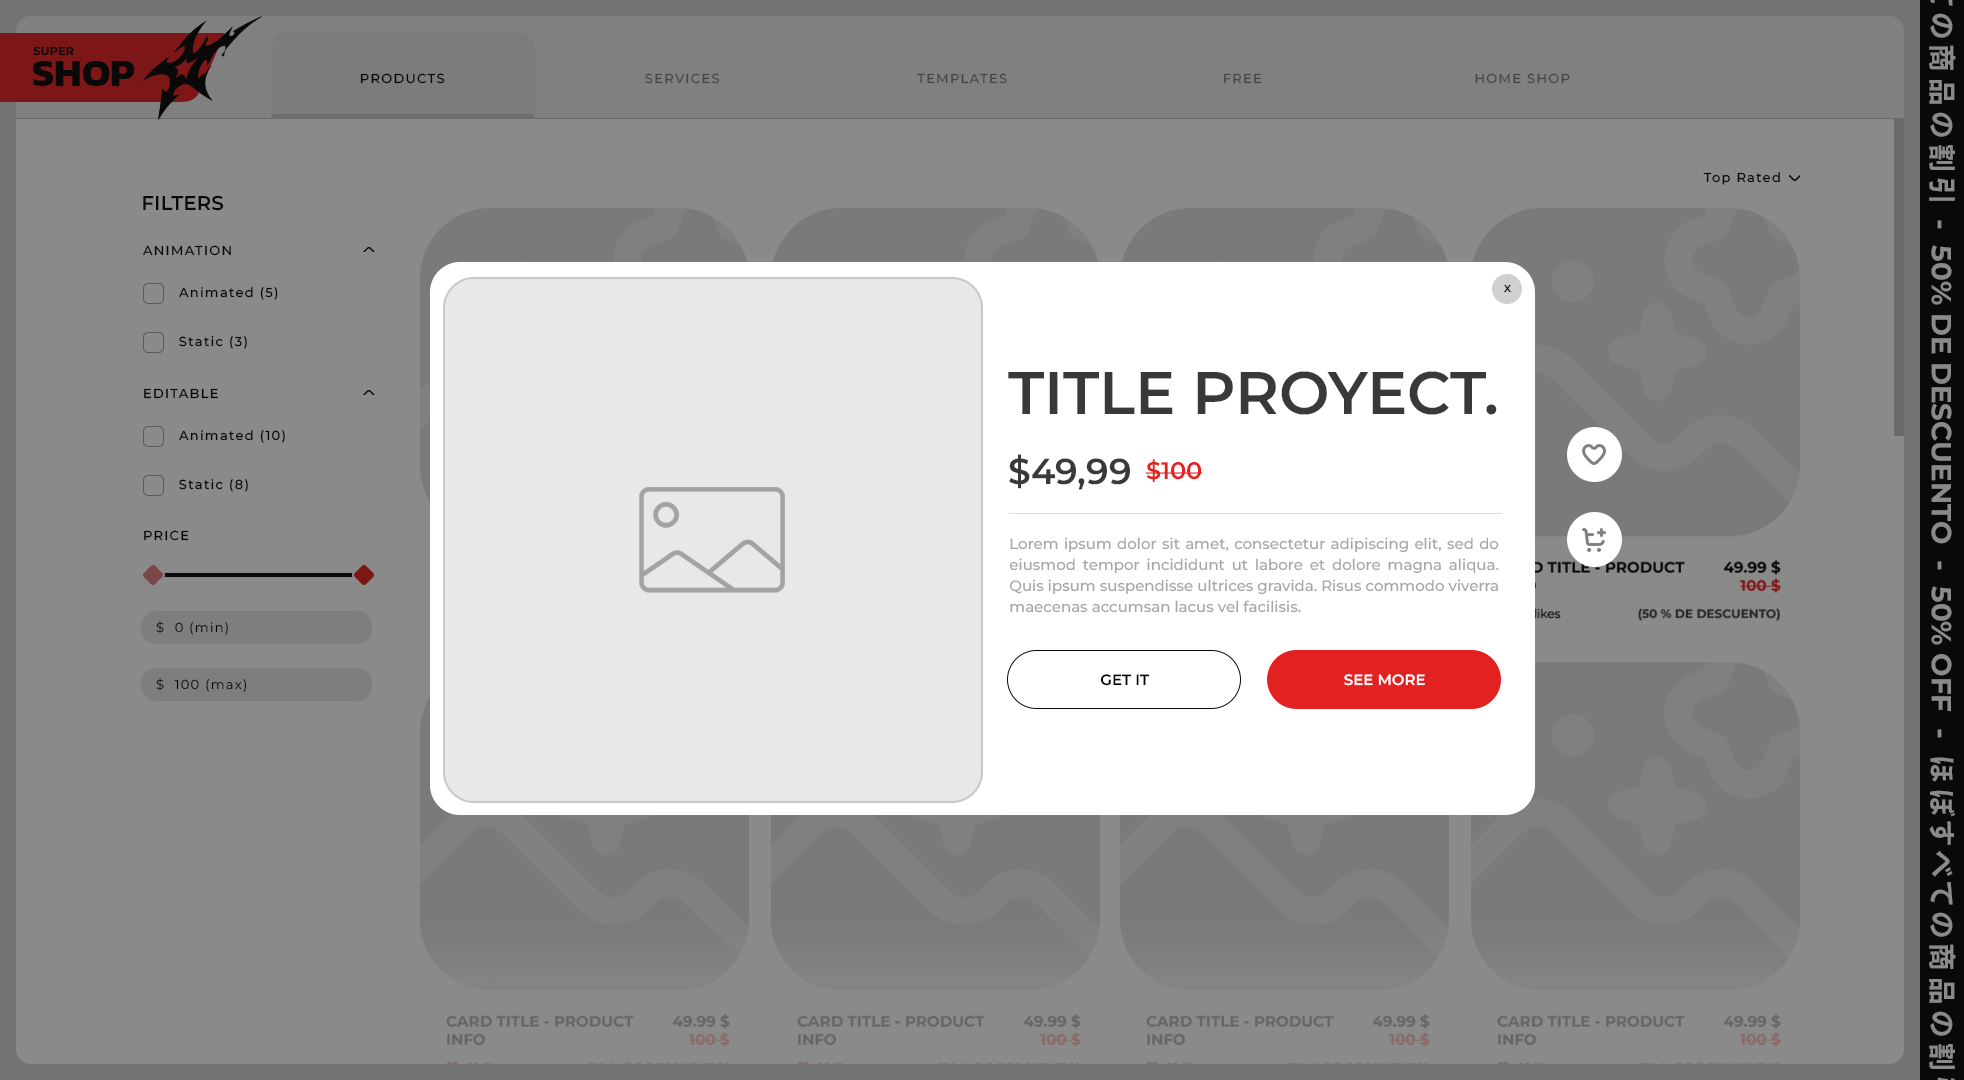 SUPER
SHOP
PRODUCTS
SERVICES
TEMPLATES
FREE
HOME SHOP
Top Rated
FILTERS
ANIMATION
Animated (5)
Static (3)
EDITABLE
Animated (10)
Static (8)
PRICE
$ 0 (min)
$ 100 (max)
x
TITLE PROYECT.
$49,99 $100
Lorem ipsum dolor sit amet, consectetur adipiscing elit, sed do
eiusmod tempor incididunt ut labore et dolore magna aliqua.
Quis ipsum suspendisse ultrices gravida. Risus commodo viverra
maecenas accumsan lacus vel facilisis.
GET IT
SEE MORE
TITLE - PRODUCT
49.99 $
100 $
likes
(50 % DE DESCUENTO)
CARD TITLE - PRODUCT
INFO
49.99 $
100 $
CARD TITLE - PRODUCT
INFO
49.99 $
100 $
CARD TITLE - PRODUCT
INFO
49.99 $
100 $
CARD TITLE - PRODUCT
INFO
49.99 $
100 $
ての商品の割引 - 50% DE DESCUENTO - 50% OFF - ほぼすべての商品の割